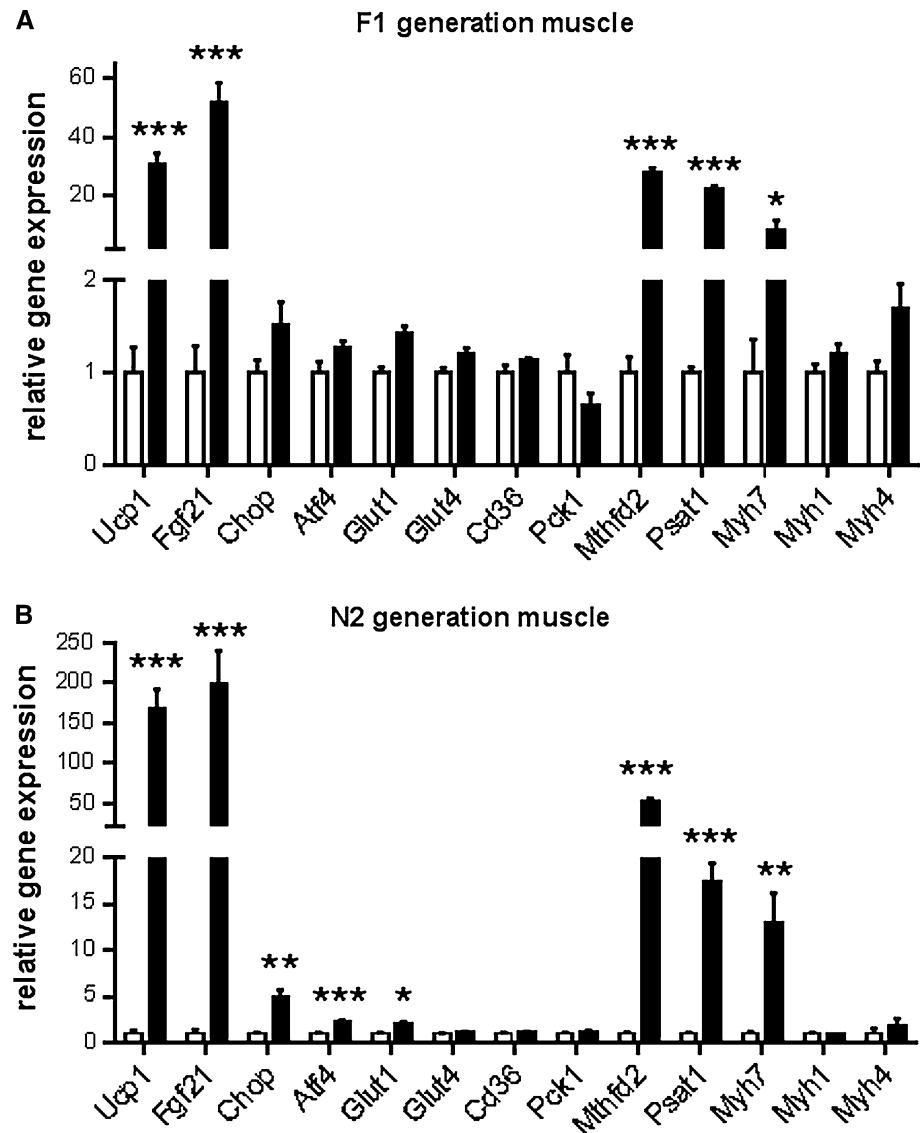 A
F1 generation muscle
relative gene expression
60
40
20
2
1
0
***
***
***
***
*
Ucp1
Fgf21
Chop
Atf4
Glut1
Glut4
Cd36
Pck1
Mthfd2
Psat1
Myh7
Myh1
Myh4
B
N2 generation muscle
relative gene expression
250
200
150
100
50
20
15
10
5
0
***
***
**
***
*
***
***
**
Ucp1
Fgf21
Chop
Atf4
Glut1
Glut4
Cd36
Pck1
Mthfd2
Psat1
Myh7
Myh1
Myh4